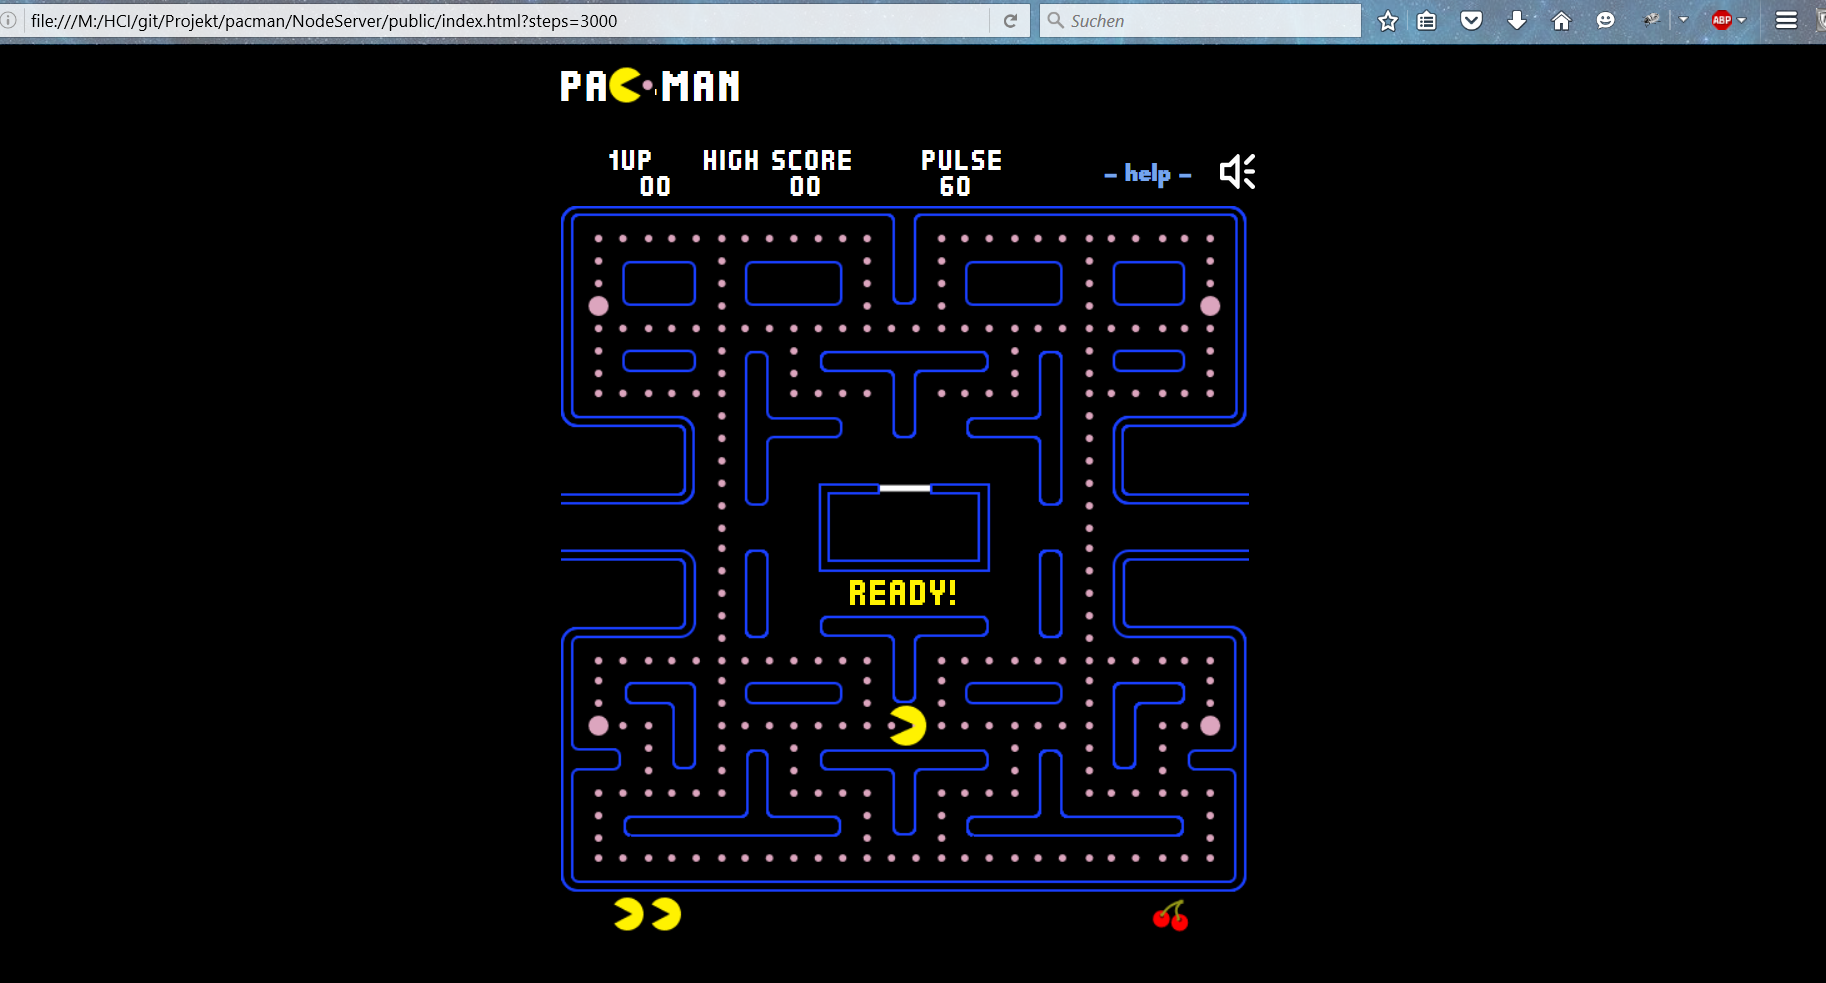 file:///M:/HCI/git/Projekt/pacman/NodeServer/public/index.html?steps=3000
Suchen
ABP
PAC-MAN
1UP HIGH SCORE PULSE
00 00 60
- help -
READY!